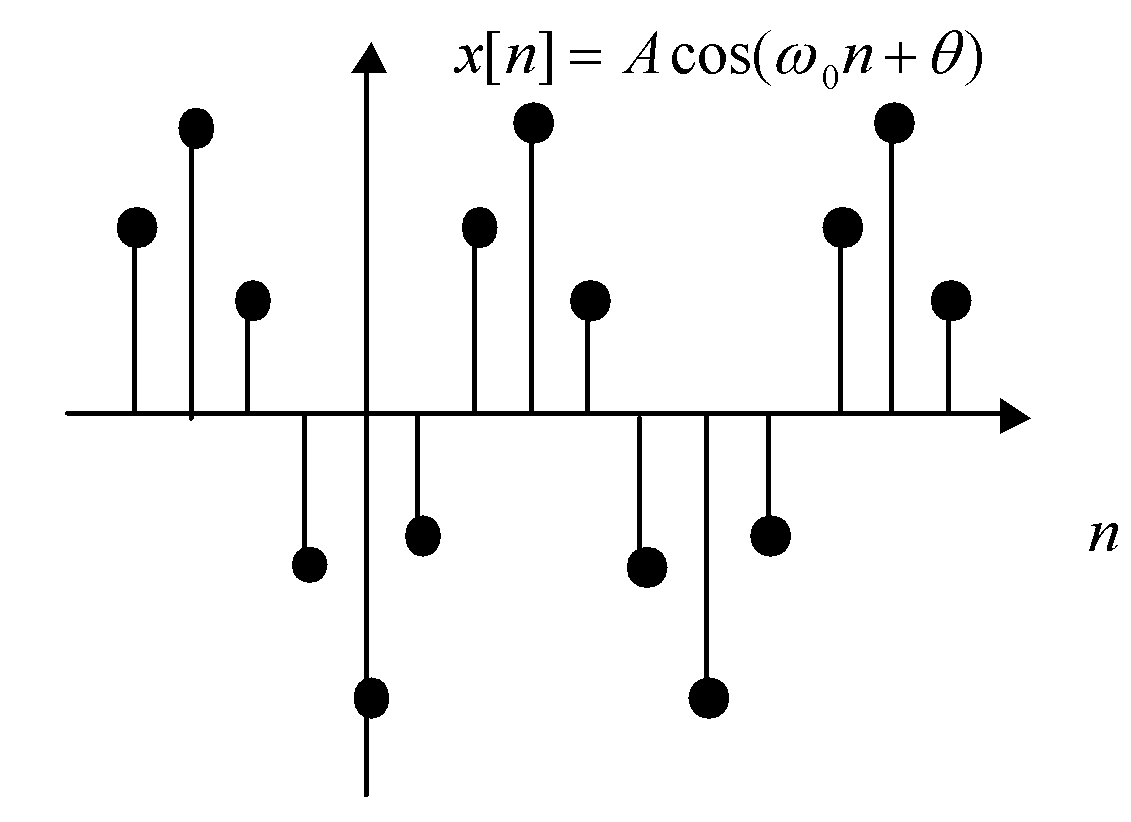 x[n] = A cos(ω₀n + θ)
n